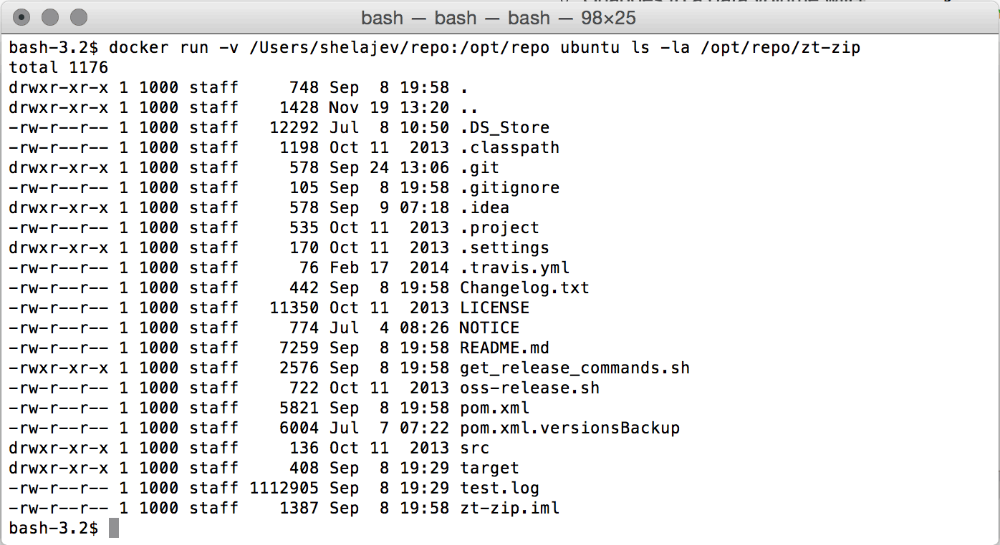 bash — bash — bash — 98×25
bash-3.2$ docker run -v /Users/shelajev/repo:/opt/repo ubuntu ls -la /opt/repo/zt-zip
total 1176
drwxr-xr-x 1 1000 staff     748 Sep  8 19:58 .
drwxr-xr-x 1 1000 staff    1428 Nov 19 13:20 ..
-rw-r--r-- 1 1000 staff   12292 Jul  8 10:50 .DS_Store
-rw-r--r-- 1 1000 staff    1198 Oct 11  2013 .classpath
drwxr-xr-x 1 1000 staff     578 Sep 24 13:06 .git
-rw-r--r-- 1 1000 staff     105 Sep  8 19:58 .gitignore
drwxr-xr-x 1 1000 staff     578 Sep  9 07:18 .idea
-rw-r--r-- 1 1000 staff     535 Oct 11  2013 .project
drwxr-xr-x 1 1000 staff     170 Oct 11  2013 .settings
-rw-r--r-- 1 1000 staff      76 Feb 17  2014 .travis.yml
-rw-r--r-- 1 1000 staff     442 Sep  8 19:58 Changelog.txt
-rw-r--r-- 1 1000 staff   11350 Oct 11  2013 LICENSE
-rw-r--r-- 1 1000 staff     774 Jul  4 08:26 NOTICE
-rw-r--r-- 1 1000 staff    7259 Sep  8 19:58 README.md
-rwxr-xr-x 1 1000 staff    2576 Sep  8 19:58 get_release_commands.sh
-rw-r--r-- 1 1000 staff     722 Oct 11  2013 oss-release.sh
-rw-r--r-- 1 1000 staff    5821 Sep  8 19:58 pom.xml
-rw-r--r-- 1 1000 staff    6004 Jul  7 07:22 pom.xml.versionsBackup
drwxr-xr-x 1 1000 staff     136 Oct 11  2013 src
drwxr-xr-x 1 1000 staff     408 Sep  8 19:29 target
-rw-r--r-- 1 1000 staff 1112905 Sep  8 19:29 test.log
-rw-r--r-- 1 1000 staff    1387 Sep  8 19:58 zt-zip.iml
bash-3.2$